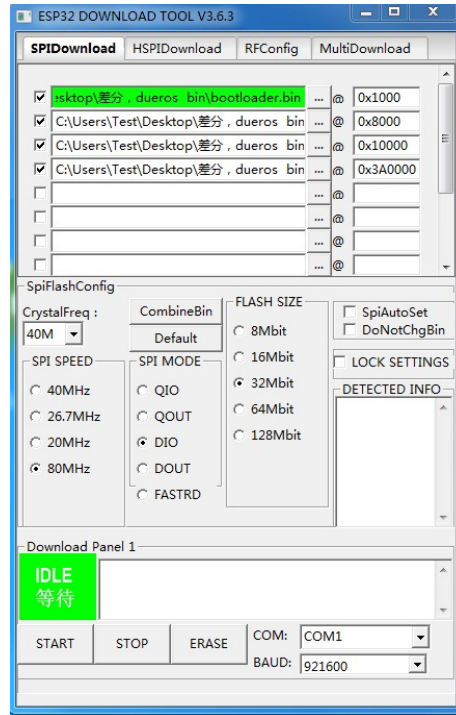 ESP32 DOWNLOAD TOOL V3.6.3
SPIDownload HSPIDownload RFConfig MultiDownload
esktop\差分，dueros bin\bootloader.bin ... @ 0x1000
C:\Users\Test\Desktop\差分，dueros bin ... @ 0x8000
C:\Users\Test\Desktop\差分，dueros bin ... @ 0x10000
C:\Users\Test\Desktop\差分，dueros bin ... @ 0x3A0000
... @
... @
... @
... @
SpiFlashConfig
CrystalFreq :
40M
CombineBin
Default
SPI SPEED
40MHz
26.7MHz
20MHz
80MHz
SPI MODE
QIO
QOUT
DIO
DOUT
FASTRD
FLASH SIZE
8Mbit
16Mbit
32Mbit
64Mbit
128Mbit
SpiAutoSet
DoNotChgBin
LOCK SETTINGS
DETECTED INFO
Download Panel 1
IDLE
等待
START STOP ERASE
COM: COM1
BAUD: 921600